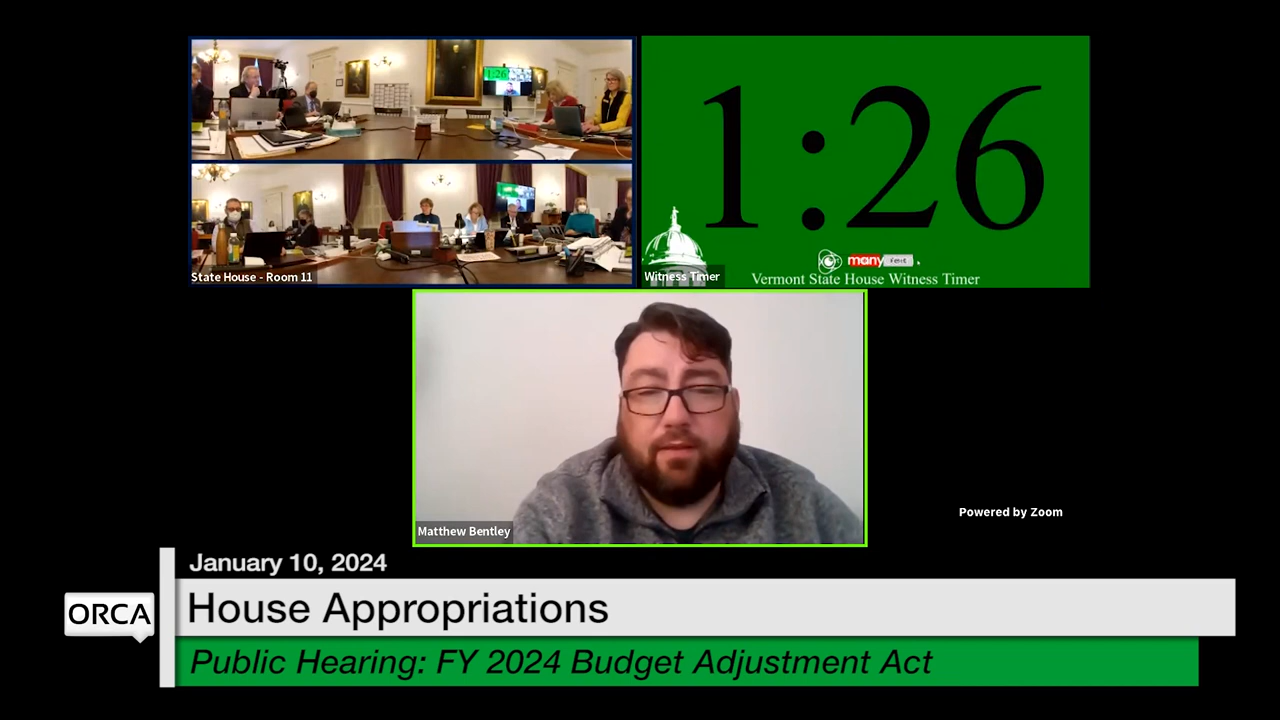 1:26
State House - Room 11
Witness Timer
many
Vermont State House Witness Timer
Matthew Bentley
Powered by Zoom
January 10, 2024
ORCA
House Appropriations
Public Hearing: FY 2024 Budget Adjustment Act